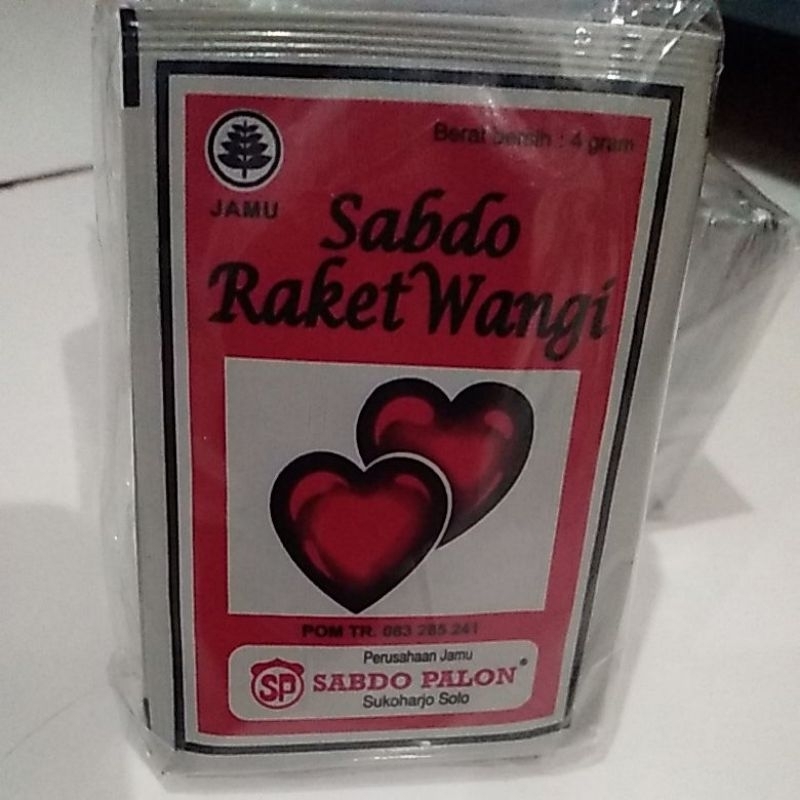 Berat bersih : 4 gram
JAMU
Sabdo
Raket Wangi
POM TR. 083 285 241
Perusahaan Jamu
SP
SABDO PALON®
Sukoharjo Solo